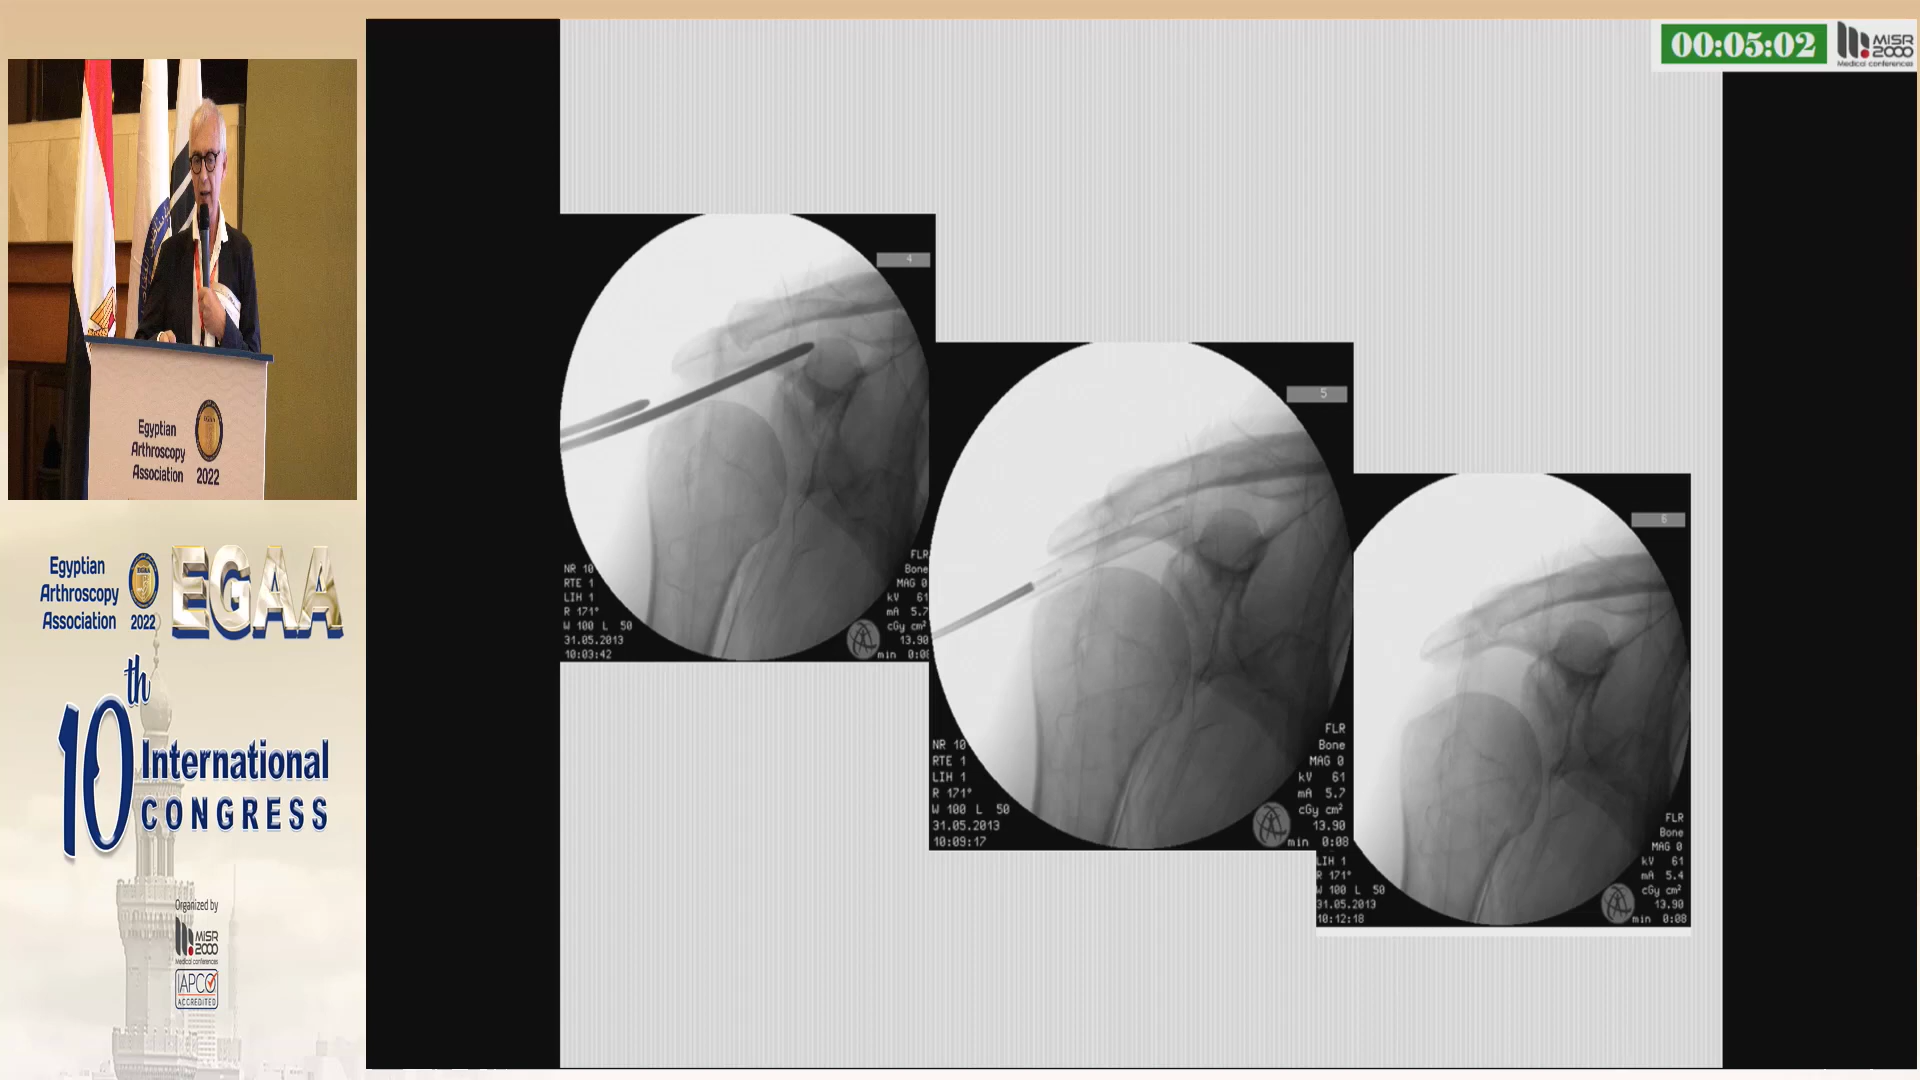 00:05:02
MISR
2000
Medical conferences
Egyptian
Arthroscopy
Association
2022
Egyptian
Arthroscopy
Association
2022
EGAA
10th
International
CONGRESS
Organized by
MISR
2000
Medical conferences
IAPCO
ACCREDITED
4
NR 10
RTE 1
LIH 1
R 171°
W 100 L 50
31.05.2013
10:03:42
FLR
Bone
MAG 0
kV 61
mA 5.7
cGy cm²
13.90
min 0:08
5
NR 10
RTE 1
LIH 1
R 171°
W 100 L 50
31.05.2013
10:09:17
FLR
Bone
MAG 0
kV 61
mA 5.7
cGy cm²
13.90
min 0:08
6
LIH 1
R 171°
W 100 L 50
31.05.2013
10:12:18
FLR
Bone
MAG 0
kV 61
mA 5.4
cGy cm²
13.90
min 0:08